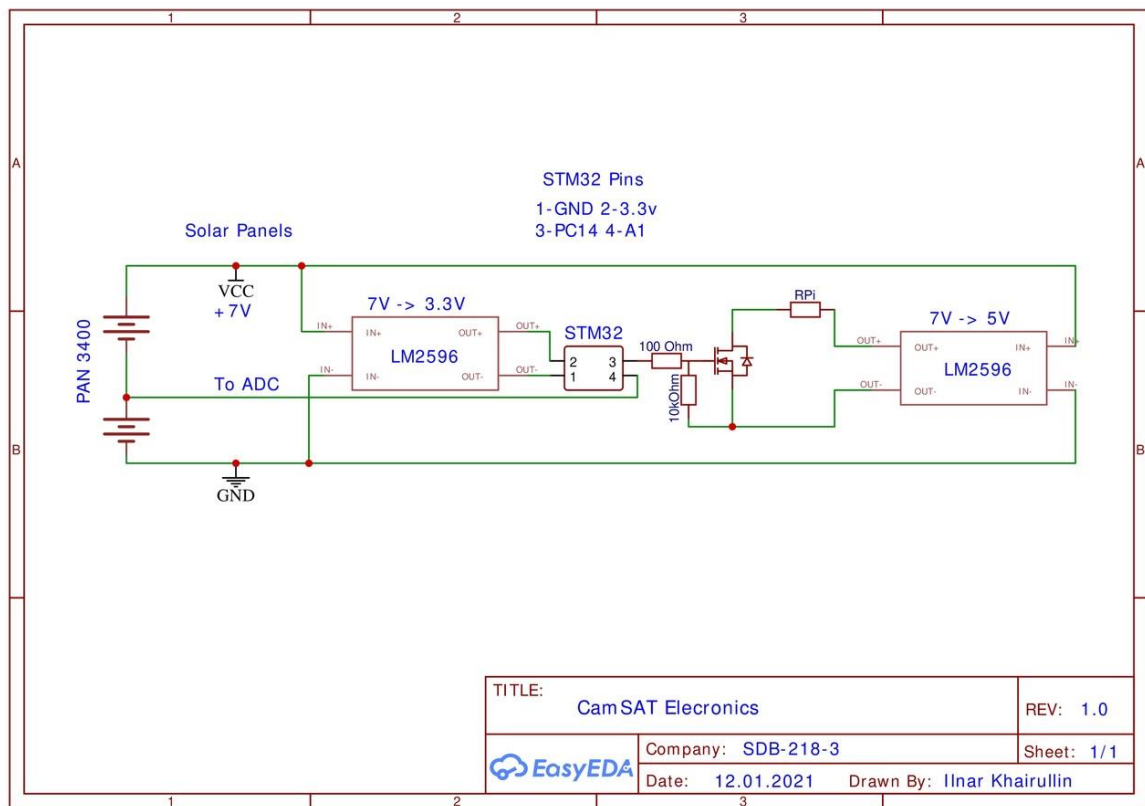 1 2 3
A A
STM32 Pins
1-GND 2-3.3v
3-PC14 4-A1
Solar Panels
VCC
+7V
7V -> 3.3V
RPi
7V -> 5V
PAN 3400
IN+ IN+ OUT+ OUT+
STM32
LM2596
IN- IN- OUT- OUT-
2 3
1 4
100 Ohm
10kOhm
OUT+ OUT+ IN+ IN+
LM2596
OUT- OUT- IN- IN-
To ADC
B B
GND
TITLE:
CamSAT Elecronics
REV: 1.0
EasyEDA
Company: SDB-218-3
Sheet: 1/1
Date: 12.01.2021 Drawn By: Ilnar Khairullin
1 2 3